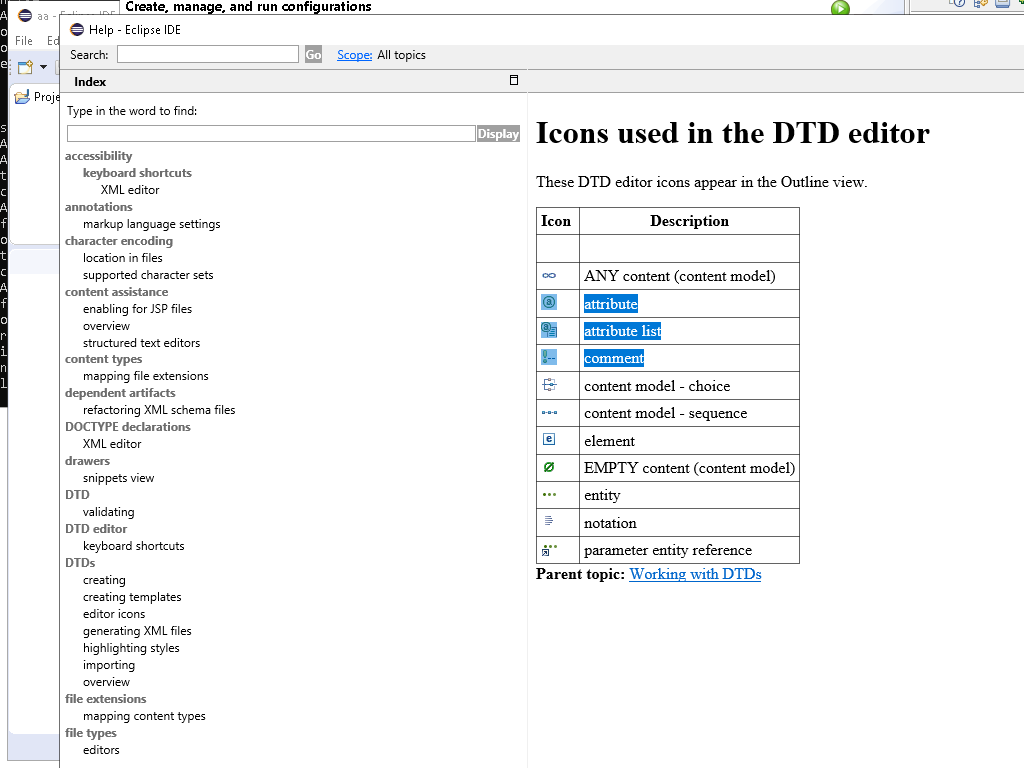 Create, manage, and run configurations
aa - Eclipse IDE
File Ed
Proje
Help - Eclipse IDE
Search: Go Scope: All topics
Index
Type in the word to find:
Display
accessibility
keyboard shortcuts
XML editor
annotations
markup language settings
character encoding
location in files
supported character sets
content assistance
enabling for JSP files
overview
structured text editors
content types
mapping file extensions
dependent artifacts
refactoring XML schema files
DOCTYPE declarations
XML editor
drawers
snippets view
DTD
validating
DTD editor
keyboard shortcuts
DTDs
creating
creating templates
editor icons
generating XML files
highlighting styles
importing
overview
file extensions
mapping content types
file types
editors
Icons used in the DTD editor
These DTD editor icons appear in the Outline view.
Icon Description
ANY content (content model)
attribute
attribute list
comment
content model - choice
content model - sequence
element
EMPTY content (content model)
entity
notation
parameter entity reference
Parent topic: Working with DTDs